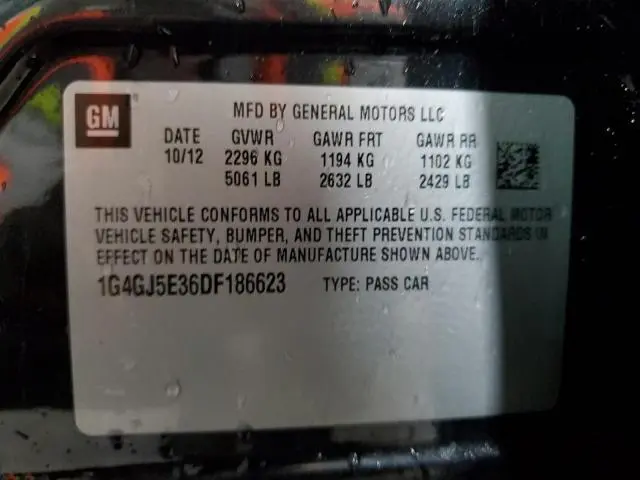 GM
MFD BY GENERAL MOTORS LLC
DATE GVWR GAWR FRT GAWR RR
10/12 2296 KG 1194 KG 1102 KG
5061 LB 2632 LB 2429 LB
THIS VEHICLE CONFORMS TO ALL APPLICABLE U.S. FEDERAL MOTOR
VEHICLE SAFETY, BUMPER, AND THEFT PREVENTION STANDARDS IN
EFFECT ON THE DATE OF MANUFACTURE SHOWN ABOVE.
1G4GJ5E36DF186623 TYPE: PASS CAR